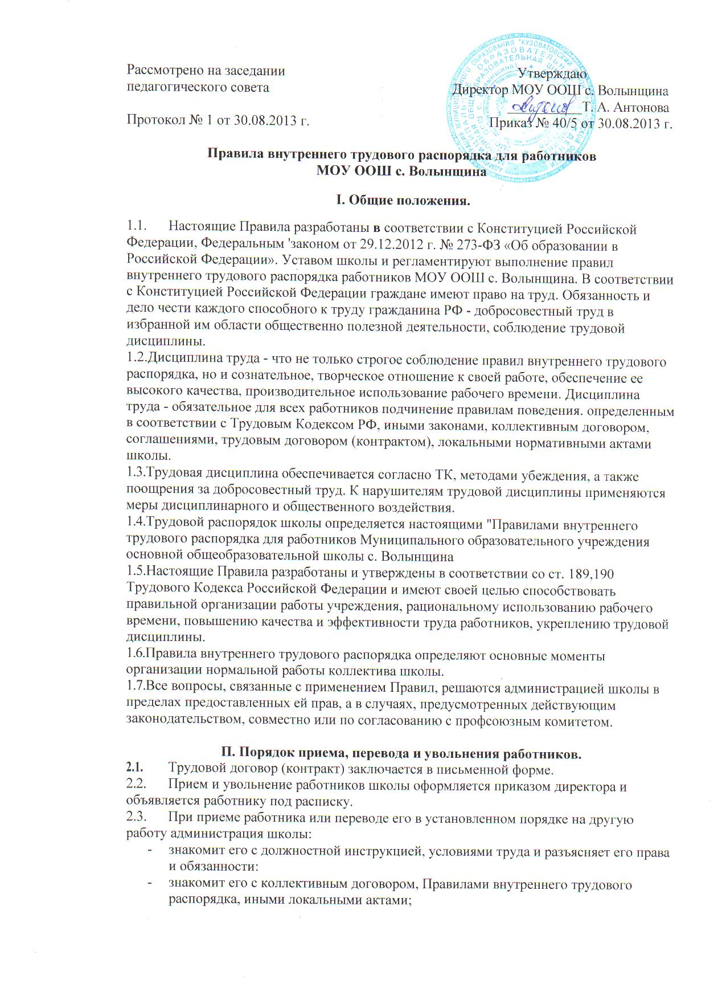 Рассмотрено на заседании
педагогического совета
Протокол № 1 от 30.08.2013 г.
Утверждаю
Директор МОУ ООШ с. Волынщина
Т. А. Антонова
Приказ № 40/5 от 30.08.2013 г.
Правила внутреннего трудового распорядка для работников
МОУ ООШ с. Волынщина
I. Общие положения.
1.1. Настоящие Правила разработаны в соответствии с Конституцией Российской
Федерации, Федеральным 'законом от 29.12.2012 г. № 273-ФЗ «Об образовании в
Российской Федерации». Уставом школы и регламентируют выполнение правил
внутреннего трудового распорядка работников МОУ ООШ с. Волынщина. В соответствии
с Конституцией Российской Федерации граждане имеют право на труд. Обязанность и
дело чести каждого способного к труду гражданина РФ - добросовестный труд в
избранной им области общественно полезной деятельности, соблюдение трудовой
дисциплины.
1.2.Дисциплина труда - что не только строгое соблюдение правил внутреннего трудового
распорядка, но и сознательное, творческое отношение к своей работе, обеспечение ее
высокого качества, производительное использование рабочего времени. Дисциплина
труда - обязательное для всех работников подчинение правилам поведения. определенным
в соответствии с Трудовым Кодексом РФ, иными законами, коллективным договором,
соглашениями, трудовым договором (контрактом), локальными нормативными актами
школы.
1.3.Трудовая дисциплина обеспечивается согласно ТК, методами убеждения, а также
поощрения за добросовестный труд. К нарушителям трудовой дисциплины применяются
меры дисциплинарного и общественного воздействия.
1.4.Трудовой распорядок школы определяется настоящими "Правилами внутреннего
трудового распорядка для работников Муниципального образовательного учреждения
основной общеобразовательной школы с. Волынщина
1.5.Настоящие Правила разработаны и утверждены в соответствии со ст. 189,190
Трудового Кодекса Российской Федерации и имеют своей целью способствовать
правильной организации работы учреждения, рациональному использованию рабочего
времени, повышению качества и эффективности труда работников, укреплению трудовой
дисциплины.
1.6.Правила внутреннего трудового распорядка определяют основные моменты
организации нормальной работы коллектива школы.
1.7.Все вопросы, связанные с применением Правил, решаются администрацией школы в
пределах предоставленных ей прав, а в случаях, предусмотренных действующим
законодательством, совместно или по согласованию с профсоюзным комитетом.
П. Порядок приема, перевода и увольнения работников.
2.1. Трудовой договор (контракт) заключается в письменной форме.
2.2. Прием и увольнение работников школы оформляется приказом директора и
объявляется работнику под расписку.
2.3. При приеме работника или переводе его в установленном порядке на другую
работу администрация школы:
- знакомит его с должностной инструкцией, условиями труда и разъясняет его права
и обязанности:
- знакомит его с коллективным договором, Правилами внутреннего трудового
распорядка, иными локальными актами;